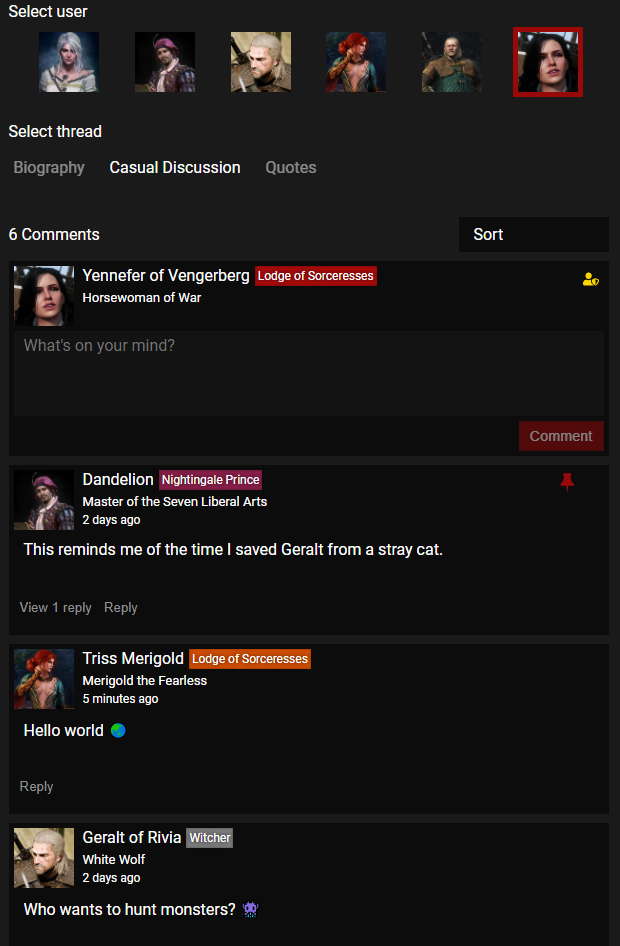 Select user
Select thread
Biography Casual Discussion Quotes
6 Comments Sort
Yennefer of Vengerberg Lodge of Sorceresses
Horsewoman of War
What's on your mind?
Comment
Dandelion Nightingale Prince
Master of the Seven Liberal Arts
2 days ago
This reminds me of the time I saved Geralt from a stray cat.
View 1 reply Reply
Triss Merigold Lodge of Sorceresses
Merigold the Fearless
5 minutes ago
Hello world 🌏
Reply
Geralt of Rivia Witcher
White Wolf
2 days ago
Who wants to hunt monsters? 👾